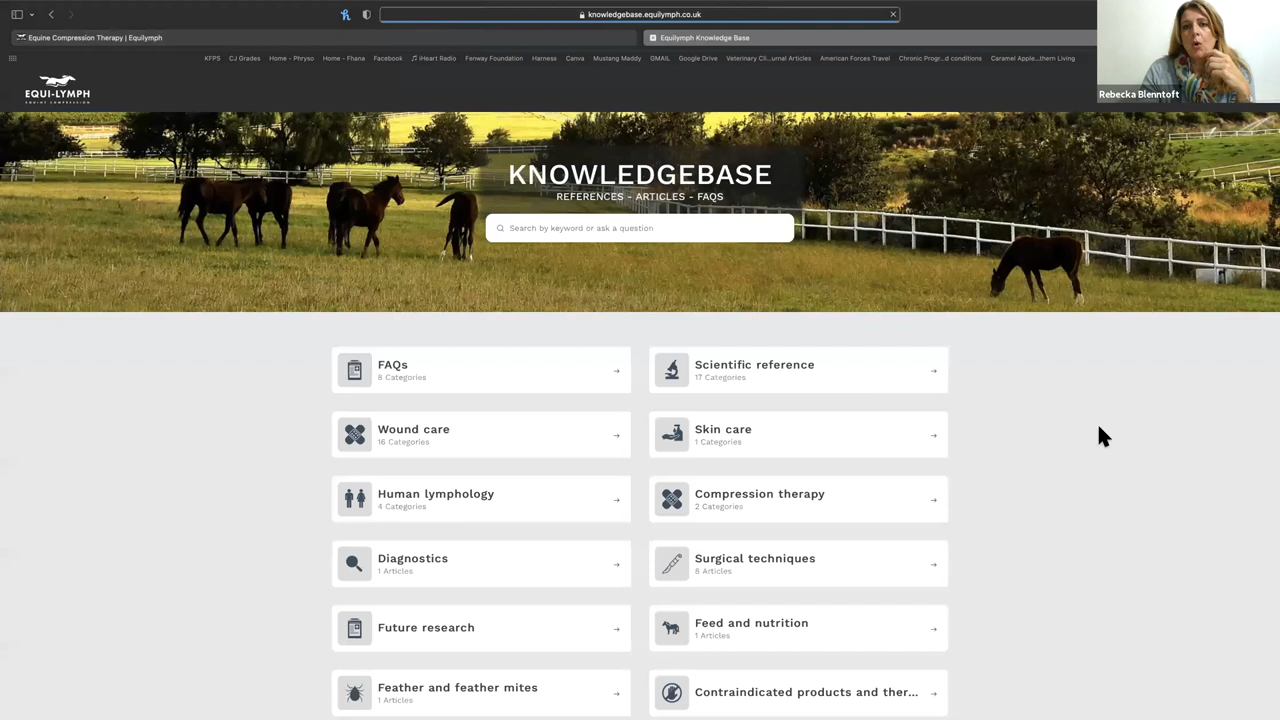 knowledgebase.equilymph.co.uk
Equine Compression Therapy | Equilymph
Equilymph Knowledge Base
KFPS CJ Grades Home - Phryso Home - Fhana Facebook iHeart Radio Fenway Foundation Harness Canva Mustang Maddy GMAIL Google Drive Veterinary Cli...urnal Articles American Forces Travel Chronic Progr...d conditions Caramel Apple...thern Living
Rebecka Blenntoft
EQUI-LYMPH
EQUINE COMPRESSION
KNOWLEDGEBASE
REFERENCES - ARTICLES - FAQS
Search by keyword or ask a question
FAQs
8 Categories
Scientific reference
17 Categories
Wound care
16 Categories
Skin care
1 Categories
Human lymphology
4 Categories
Compression therapy
2 Categories
Diagnostics
1 Articles
Surgical techniques
8 Articles
Future research
Feed and nutrition
1 Articles
Feather and feather mites
1 Articles
Contraindicated products and ther...